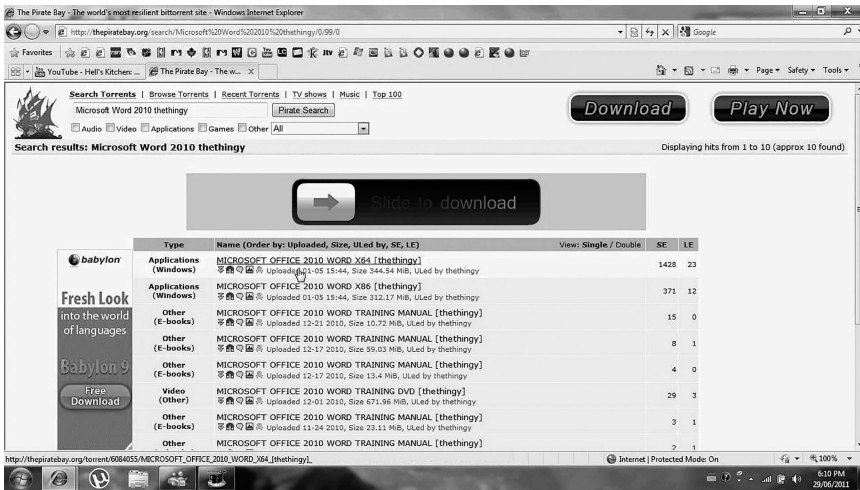 The Pirate Bay - The world's most resilient bittorrent site - Windows Internet Explorer
http://thepiratebay.org/search/Microsoft%20Word%202010%20thethingy/0/99/0
Google
Favorites
YouTube - Hell's Kitchen: ...
The Pirate Bay - The w...
Page
Safety
Tools
Search Torrents | Browse Torrents | Recent Torrents | TV shows | Music | Top 100
Microsoft Word 2010 thethingy
Pirate Search
Audio Video Applications Games Other All
Download
Play Now
Search results: Microsoft Word 2010 thethingy
Displaying hits from 1 to 10 (approx 10 found)
Slide to download
Type Name (Order by: Uploaded, Size, ULed by, SE, LE) View: Single / Double SE LE
babylon
Fresh Look
into the world
of languages
Babylon 9
Free
Download
Applications
(Windows)
MICROSOFT OFFICE 2010 WORD X64 [thethingy]
Uploaded 01-05 15:44, Size 344.54 MiB, ULed by thethingy
1428 23
Applications
(Windows)
MICROSOFT OFFICE 2010 WORD X86 [thethingy]
Uploaded 01-05 15:44, Size 312.17 MiB, ULed by thethingy
371 12
Other
(E-books)
MICROSOFT OFFICE 2010 WORD TRAINING MANUAL [thethingy]
Uploaded 12-21 2010, Size 10.72 MiB, ULed by thethingy
15 0
Other
(E-books)
MICROSOFT OFFICE 2010 WORD TRAINING MANUAL [thethingy]
Uploaded 12-17 2010, Size 59.03 MiB, ULed by thethingy
8 1
Other
(E-books)
MICROSOFT OFFICE 2010 WORD TRAINING MANUAL [thethingy]
Uploaded 12-17 2010, Size 13.4 MiB, ULed by thethingy
4 0
Video
(Other)
MICROSOFT OFFICE 2010 WORD TRAINING DVD [thethingy]
Uploaded 12-01 2010, Size 671.96 MiB, ULed by thethingy
29 3
Other
(E-books)
MICROSOFT OFFICE 2010 WORD TRAINING MANUAL [thethingy]
Uploaded 11-24 2010, Size 23.11 MiB, ULed by thethingy
3 1
Other
MICROSOFT OFFICE 2010 WORD TRAINING MANUAL [thethingy]
2 1
http://thepiratebay.org/torrent/6084055/MICROSOFT_OFFICE_2010_WORD_X64_[thethingy]_
Internet | Protected Mode: On
100%
6:10 PM
29/06/2011